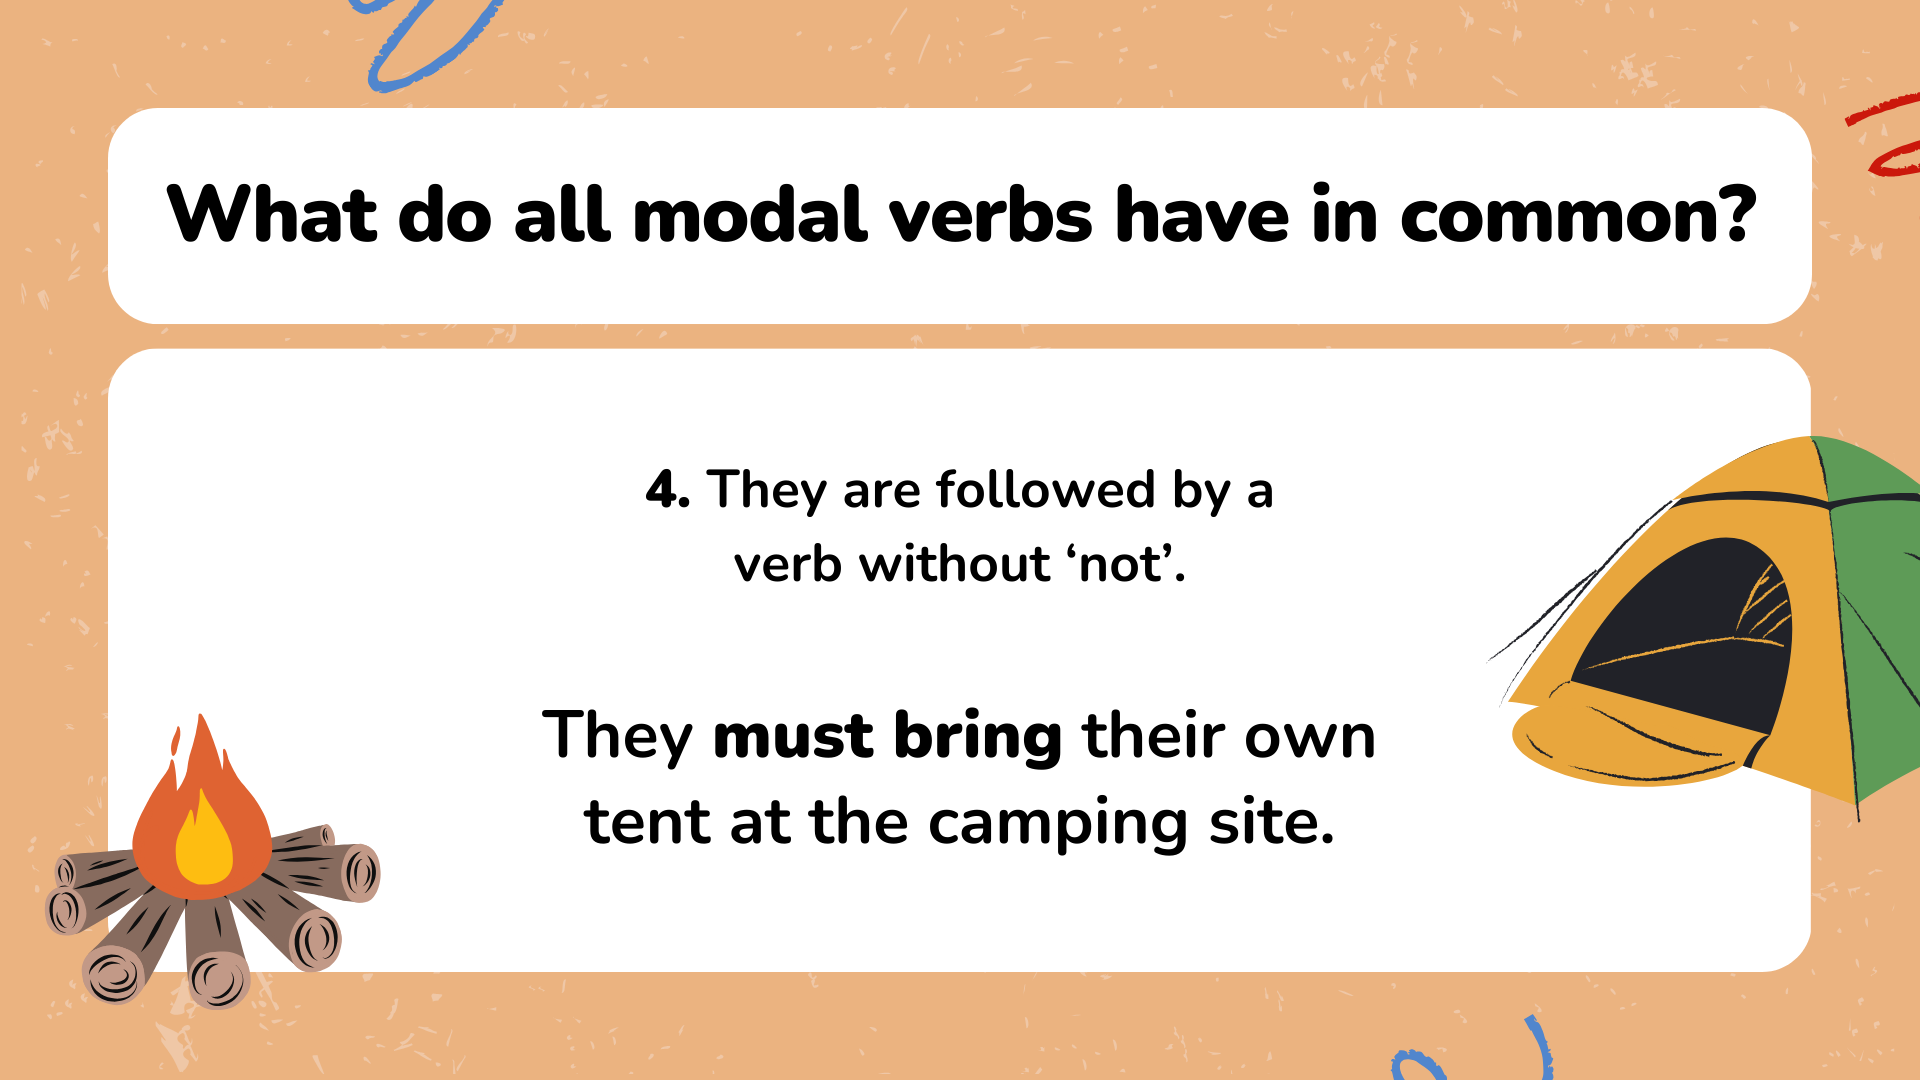 What do all modal verbs have in common?
4. They are followed by a
verb without ‘not’.
They must bring their own
tent at the camping site.